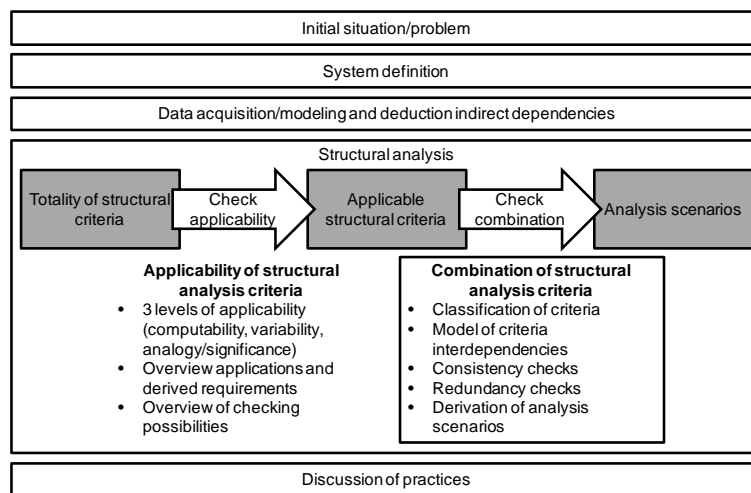 Initial situation/problem
System definition
Data acquisition/modeling and deduction indirect dependencies
Structural analysis
Totality of structural
criteria
Check
applicability
Applicable
structural criteria
Check
combination
Analysis scenarios
Applicability of structural
analysis criteria
• 3 levels of applicability
(computability, variability,
analogy/significance)
• Overview applications and
derived requirements
• Overview of checking
possibilities
Combination of structural
analysis criteria
• Classification of criteria
• Model of criteria
interdependencies
• Consistency checks
• Redundancy checks
• Derivation of analysis
scenarios
Discussion of practices